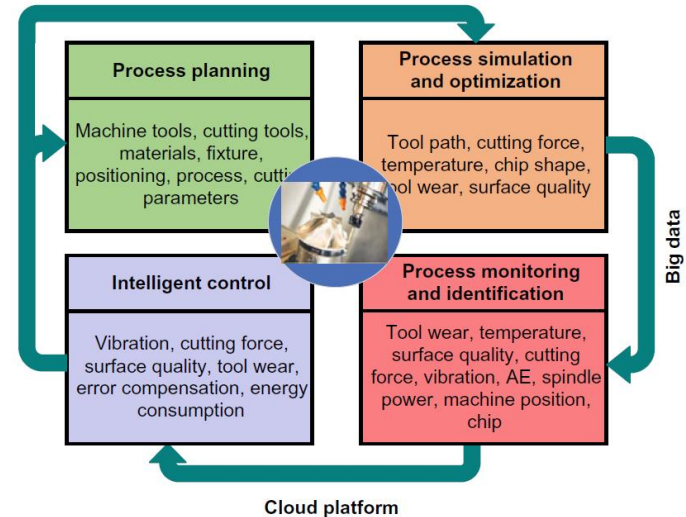 Process planning
Machine tools, cutting tools,
materials, fixture,
positioning, process,
parameters
Process simulation
and optimization
Tool path, cutting force,
temperature, chip shape,
wear, surface quality
Big data
Intelligent control
Vibration, cutting force,
surface quality, tool wear,
error compensation, energy
consumption
Process monitoring
and identification
Tool wear, temperature,
surface quality, cutting
force, vibration, AE, spindle
power, machine position,
chip
Cloud platform